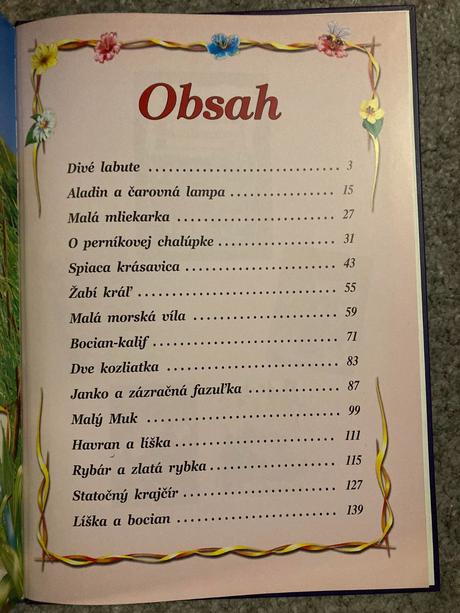 Obsah
Divé labute ........................... 3
Aladin a čarovná lampa ................ 15
Malá mliekarka ........................ 27
O perníkovej chalúpke ................. 31
Spiaca krásavica ...................... 43
Žabí kráľ ............................. 55
Malá morská víla ...................... 59
Bocian-kalif .......................... 71
Dve kozliatka ......................... 83
Janko a zázračná fazuľka .............. 87
Malý Muk .............................. 99
Havran a líška ........................ 111
Rybár a zlatá rybka ................... 115
Statočný krajčír ...................... 127
Líška a bocian ........................ 139